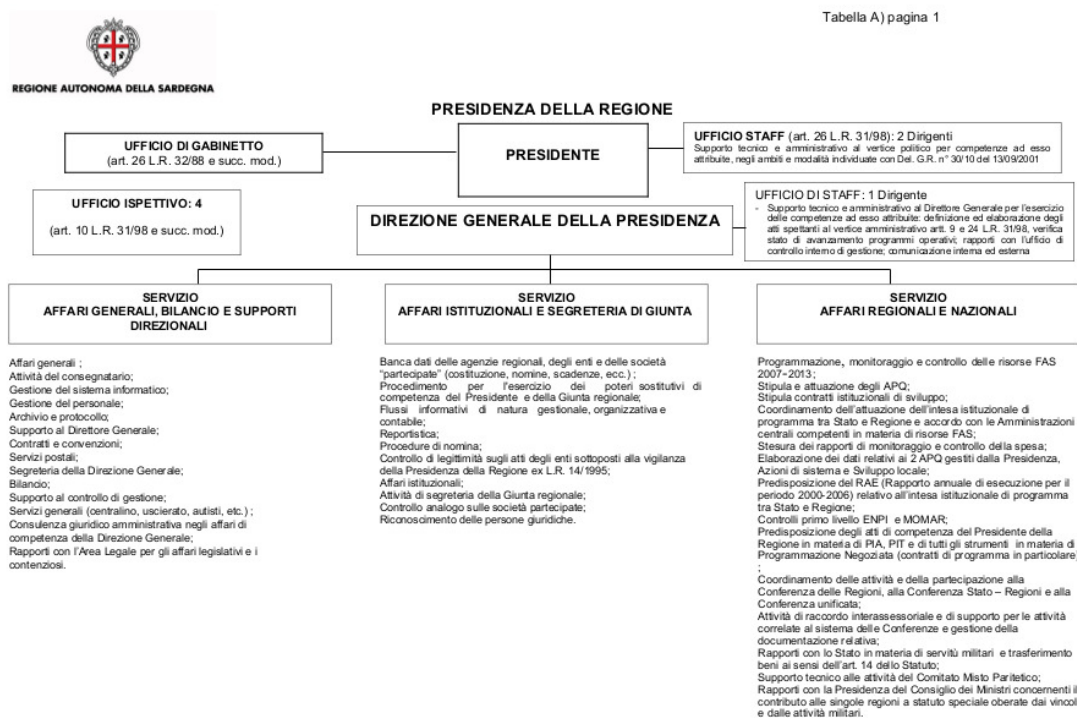 Tabella A) pagina 1
REGIONE AUTONOMA DELLA SARDEGNA
PRESIDENZA DELLA REGIONE
UFFICIO DI GABINETTO
(art. 26 L.R. 32/88 e succ. mod.)
PRESIDENTE
UFFICIO STAFF (art. 26 L.R. 31/98): 2 Dirigenti
Supporto tecnico e amministrativo al vertice politico per competenze ad esso
attribuite, negli ambiti e modalità individuate con Del. G.R. n° 30/10 del 13/09/2001
UFFICIO ISPETTIVO: 4
(art. 10 L.R. 31/98 e succ. mod.)
DIREZIONE GENERALE DELLA PRESIDENZA
UFFICIO DI STAFF: 1 Dirigente
- Supporto tecnico e amministrativo al Direttore Generale per l'esercizio
delle competenze ad esso attribuite: definizione ed elaborazione degli
atti spettanti al vertice amministrativo artt. 9 e 24 L.R. 31/98, verifica
stato di avanzamento programmi operativi; rapporti con l'ufficio di
controllo interno di gestione; comunicazione interna ed esterna
SERVIZIO
AFFARI GENERALI, BILANCIO E SUPPORTI
DIREZIONALI
Affari generali ;
Attività del consegnatario;
Gestione del sistema informatico;
Gestione del personale;
Archivio e protocollo;
Supporto al Direttore Generale;
Contratti e convenzioni;
Servizi postali;
Segreteria della Direzione Generale;
Bilancio;
Supporto al controllo di gestione;
Servizi generali (centralino, uscierato, autisti, etc.) ;
Consulenza giuridico amministrativa negli affari di
competenza della Direzione Generale;
Rapporti con l'Area Legale per gli affari legislativi e i
contenziosi.
SERVIZIO
AFFARI ISTITUZIONALI E SEGRETERIA DI GIUNTA
Banca dati delle agenzie regionali, degli enti e delle società
"partecipate" (costituzione, nomine, scadenze, ecc.) ;
Procedimento per l'esercizio dei poteri sostitutivi di
competenza del Presidente e della Giunta regionale;
Flussi informativi di natura gestionale, organizzativa e
contabile;
Reportistica;
Procedure di nomina;
Controllo di legittimità sugli atti degli enti sottoposti alla vigilanza
della Presidenza della Regione ex L.R. 14/1995;
Affari istituzionali;
Attività di segreteria della Giunta regionale;
Controllo analogo sulle società partecipate;
Riconoscimento delle persone giuridiche.
SERVIZIO
AFFARI REGIONALI E NAZIONALI
Programmazione, monitoraggio e controllo delle risorse FAS
2007-2013;
Stipula e attuazione degli APQ;
Stipula contratti istituzionali di sviluppo;
Coordinamento dell'attuazione dell'intesa istituzionale di
programma tra Stato e Regione e accordo con le Amministrazioni
centrali competenti in materia di risorse FAS;
Stesura dei rapporti di monitoraggio e controllo della spesa;
Elaborazione dei dati relativi ai 2 APQ gestiti dalla Presidenza,
Azioni di sistema e Sviluppo locale;
Predisposizione del RAE (Rapporto annuale di esecuzione per il
periodo 2000-2006) relativo all'intesa istituzionale di programma
tra Stato e Regione;
Controlli primo livello ENPI e MOMAR;
Predisposizione degli atti di competenza del Presidente della
Regione in materia di PIA, PIT e di tutti gli strumenti in materia di
Programmazione Negoziata (contratti di programma in particolare)
;
Coordinamento delle attività e della partecipazione alla
Conferenza delle Regioni, alla Conferenza Stato – Regioni e alla
Conferenza unificata;
Attività di raccordo interassessoriale e di supporto per le attività
correlate al sistema delle Conferenze e gestione della
documentazione relativa;
Rapporti con lo Stato in materia di servitù militari e trasferimento
beni ai sensi dell'art. 14 dello Statuto;
Supporto tecnico alle attività del Comitato Misto Paritetico;
Rapporti con la Presidenza del Consiglio dei Ministri concernenti il
contributo alle singole regioni a statuto speciale oberate dai vincol
e dalle attività militari.